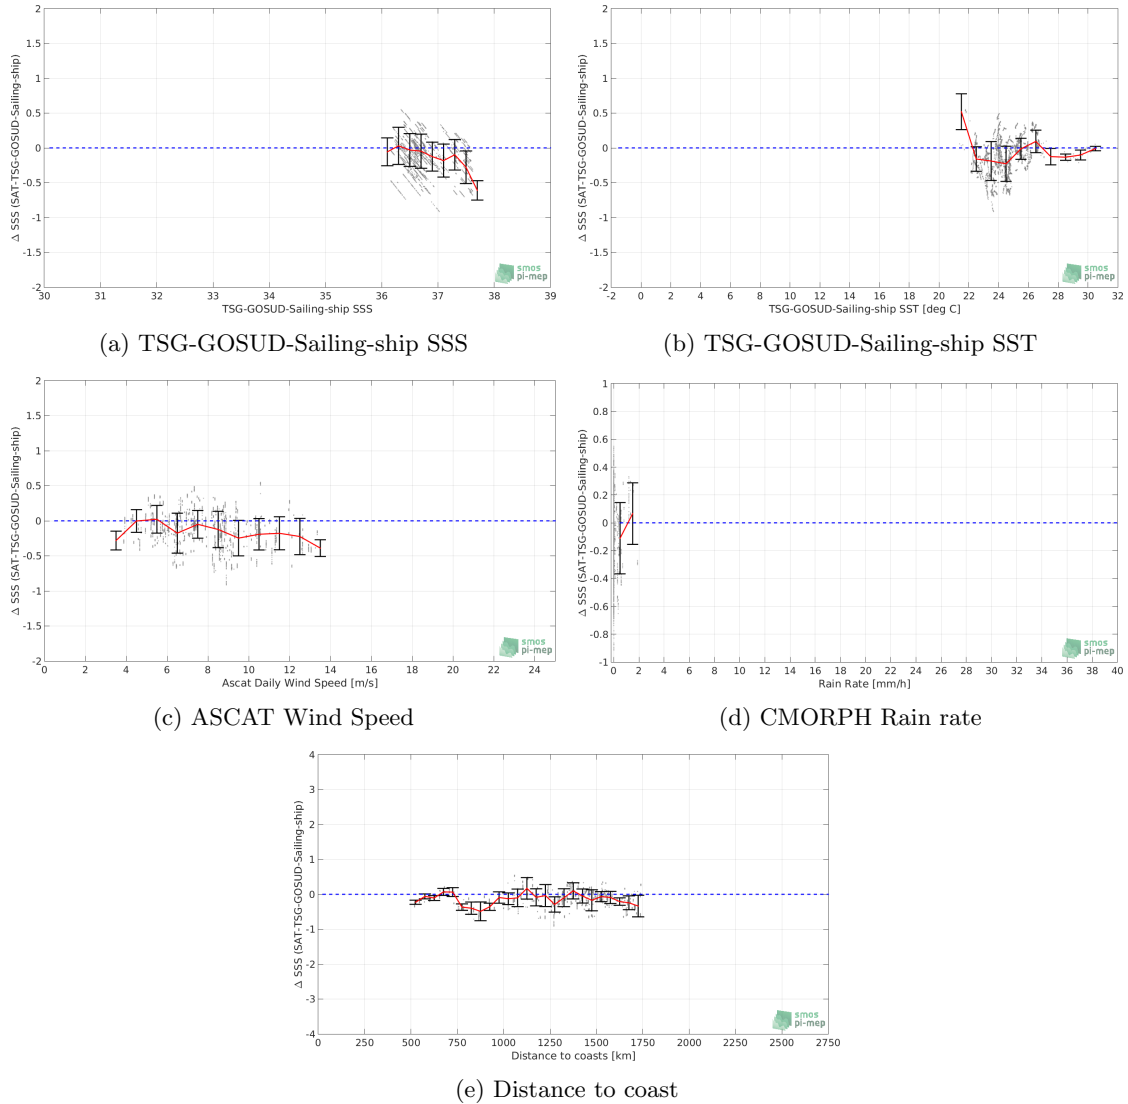 2
1.5
1
0.5
0
-0.5
-1
-1.5
-2
Δ SSS (SAT-TSG-GOSUD-Sailing-ship)
30 31 32 33 34 35 36 37 38 39
TSG-GOSUD-Sailing-ship SSS
smos
pi-mep
(a) TSG-GOSUD-Sailing-ship SSS
2
1.5
1
0.5
0
-0.5
-1
-1.5
-2
Δ SSS (SAT-TSG-GOSUD-Sailing-ship)
-2 0 2 4 6 8 10 12 14 16 18 20 22 24 26 28 30 32
TSG-GOSUD-Sailing-ship SST [deg C]
smos
pi-mep
(b) TSG-GOSUD-Sailing-ship SST
2
1.5
1
0.5
0
-0.5
-1
-1.5
-2
Δ SSS (SAT-TSG-GOSUD-Sailing-ship)
0 2 4 6 8 10 12 14 16 18 20 22 24
Ascat Daily Wind Speed [m/s]
smos
pi-mep
(c) ASCAT Wind Speed
1
0.8
0.6
0.4
0.2
0
-0.2
-0.4
-0.6
-0.8
-1
Δ SSS (SAT-TSG-GOSUD-Sailing-ship)
0 2 4 6 8 10 12 14 16 18 20 22 24 26 28 30 32 34 36 38 40
Rain Rate [mm/h]
smos
pi-mep
(d) CMORPH Rain rate
4
3
2
1
0
-1
-2
-3
-4
Δ SSS (SAT-TSG-GOSUD-Sailing-ship)
0 250 500 750 1000 1250 1500 1750 2000 2250 2500 2750
Distance to coasts [km]
smos
pi-mep
(e) Distance to coast